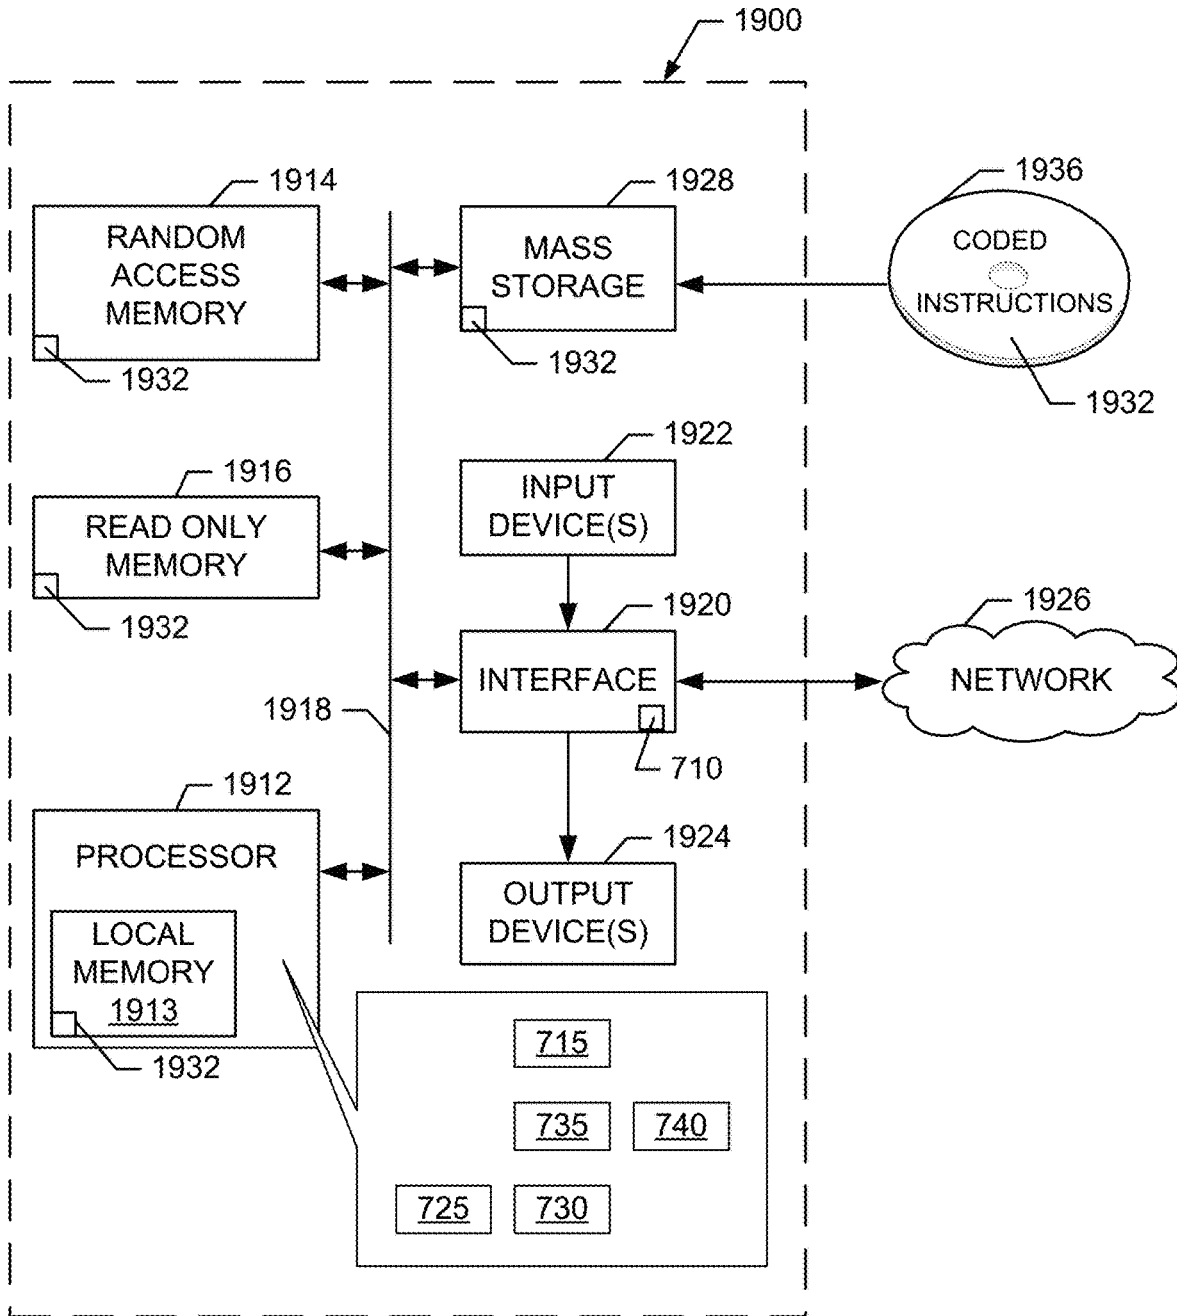 1900
1914
RANDOM
ACCESS
MEMORY
1932
1928
MASS
STORAGE
1932
1936
CODED
INSTRUCTIONS
1932
1916
READ ONLY
MEMORY
1932
1922
INPUT
DEVICE(S)
1920
INTERFACE
710
1926
NETWORK
1918
1912
PROCESSOR
LOCAL
MEMORY
1913
1932
1924
OUTPUT
DEVICE(S)
715
735
740
725
730